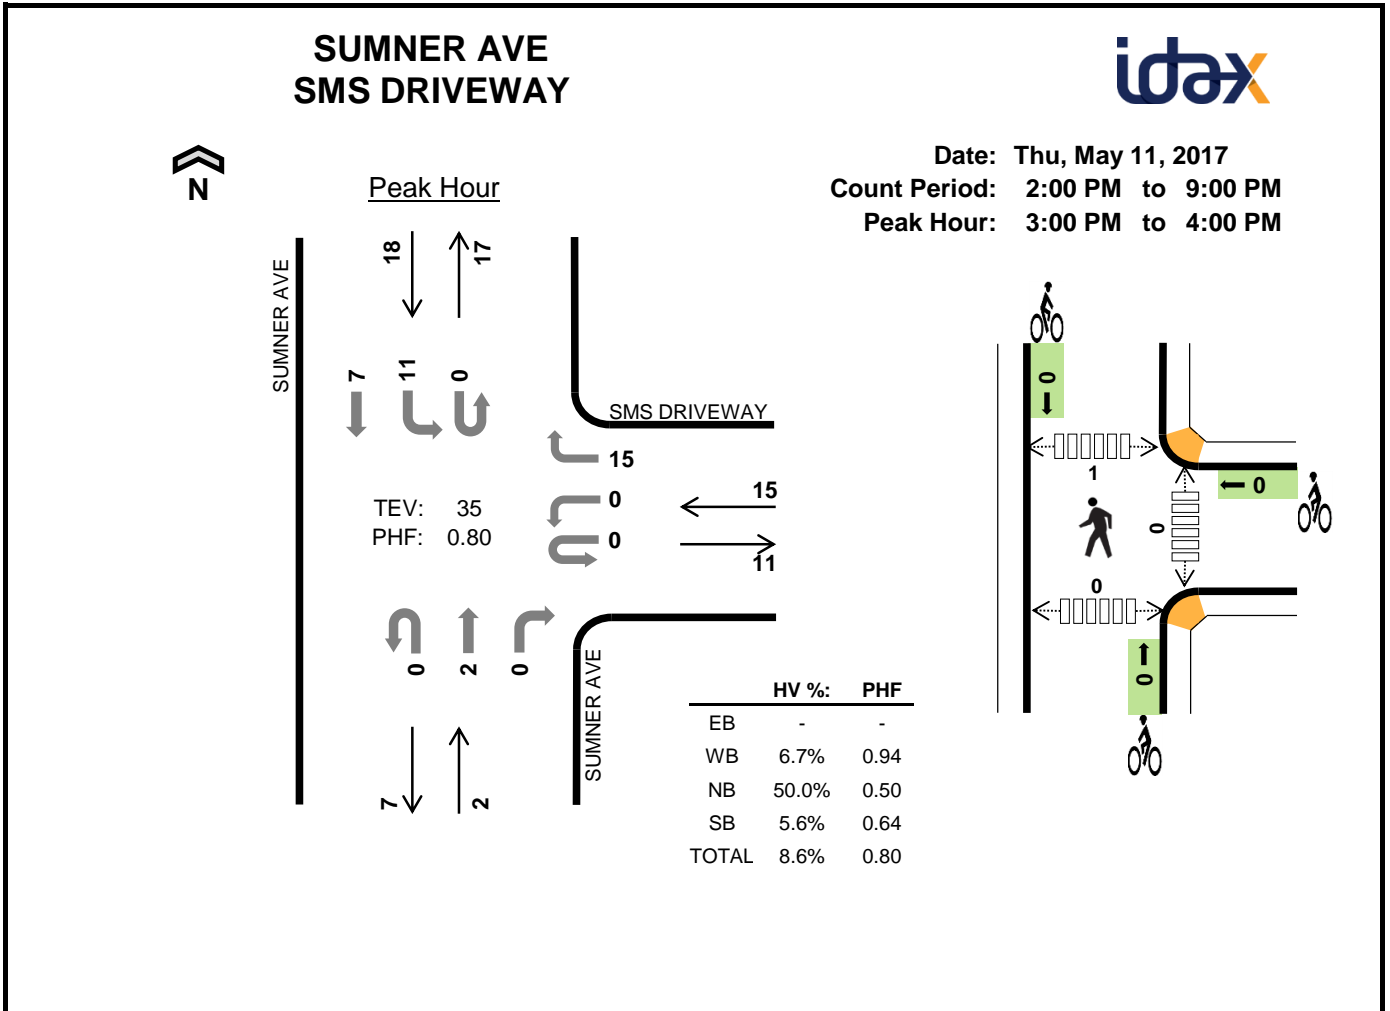 SUMNER AVE
SMS DRIVEWAY
idax
N
Peak Hour
Date: Thu, May 11, 2017
Count Period: 2:00 PM to 9:00 PM
Peak Hour: 3:00 PM to 4:00 PM
SUMNER AVE
18
17
7
11
0
SMS DRIVEWAY
15
0
0
15
11
TEV: 35
PHF: 0.80
0
2
0
SUMNER AVE
7
2
0
1
0
0
0
0
HV %: PHF
EB - -
WB 6.7% 0.94
NB 50.0% 0.50
SB 5.6% 0.64
TOTAL 8.6% 0.80